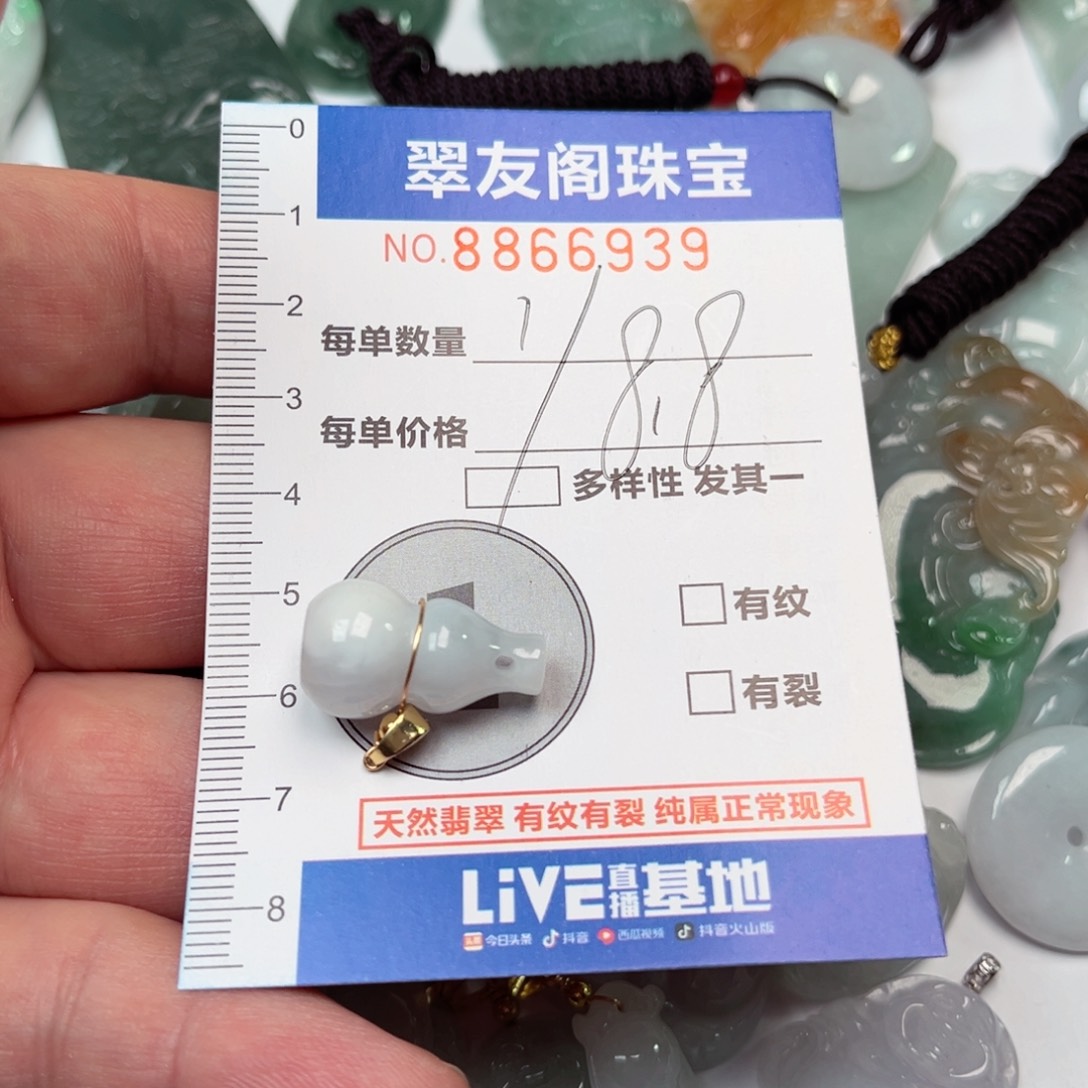 翠友阁珠宝
NO.8866939
每单数量 1
每单价格 8.8
多样性 发其一
有纹
有裂
天然翡翠 有纹有裂 纯属正常现象
LiVE直播基地
今日头条 抖音 西瓜视频 抖音火山版
0
1
2
3
4
5
6
7
8